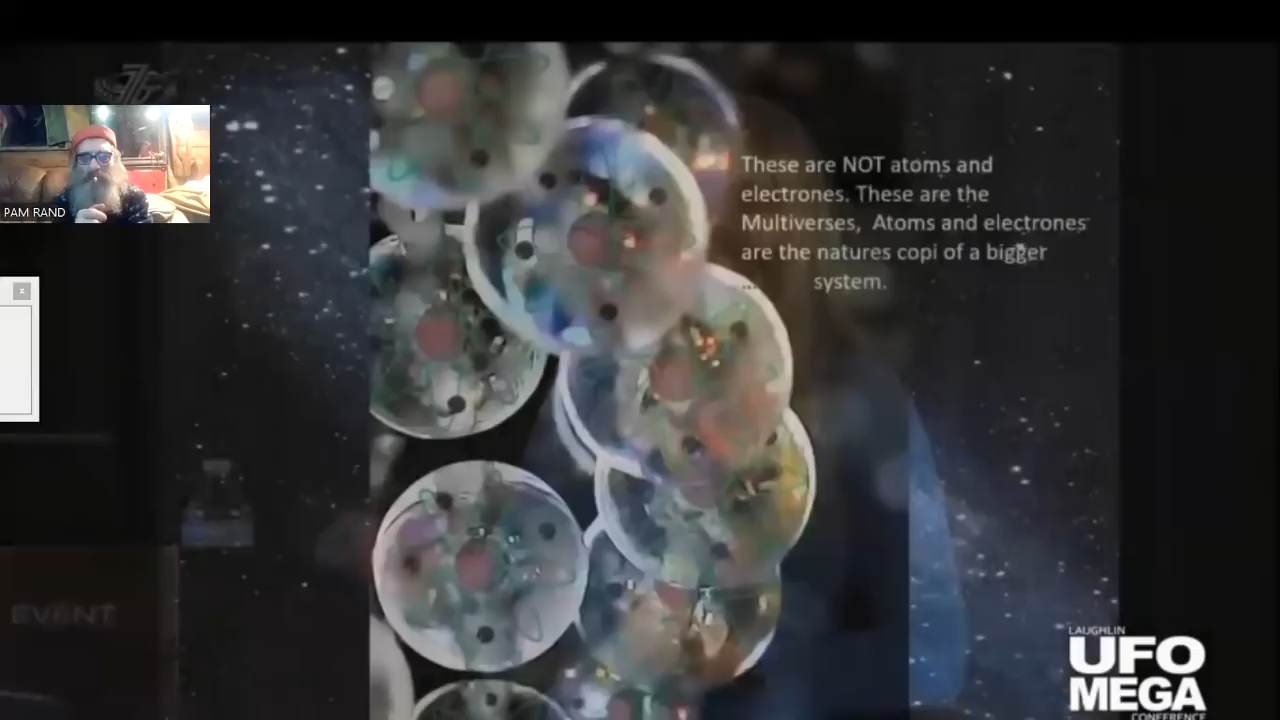 These are NOT atoms and
electrones. These are the
Multiverses, Atoms and electrones
are the natures copi of a bigger
... system.
PAM RAND
x
EVENT
LAUGHLIN
UFO
MEGA
CONFERENCE